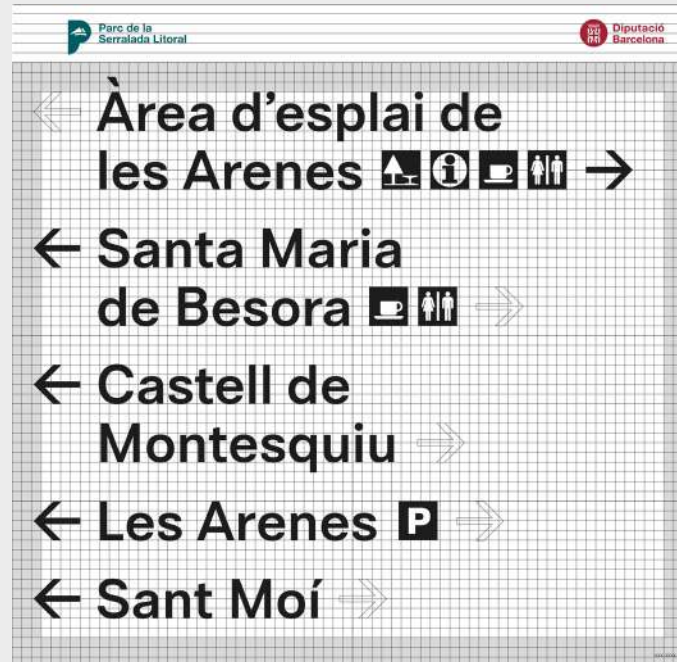 Parc de la
Serralada Litoral
Diputació
Barcelona
Àrea d'esplai de
les Arenes
Santa Maria
de Besora
Castell de
Montesquiu
Les Arenes P
Sant Moí